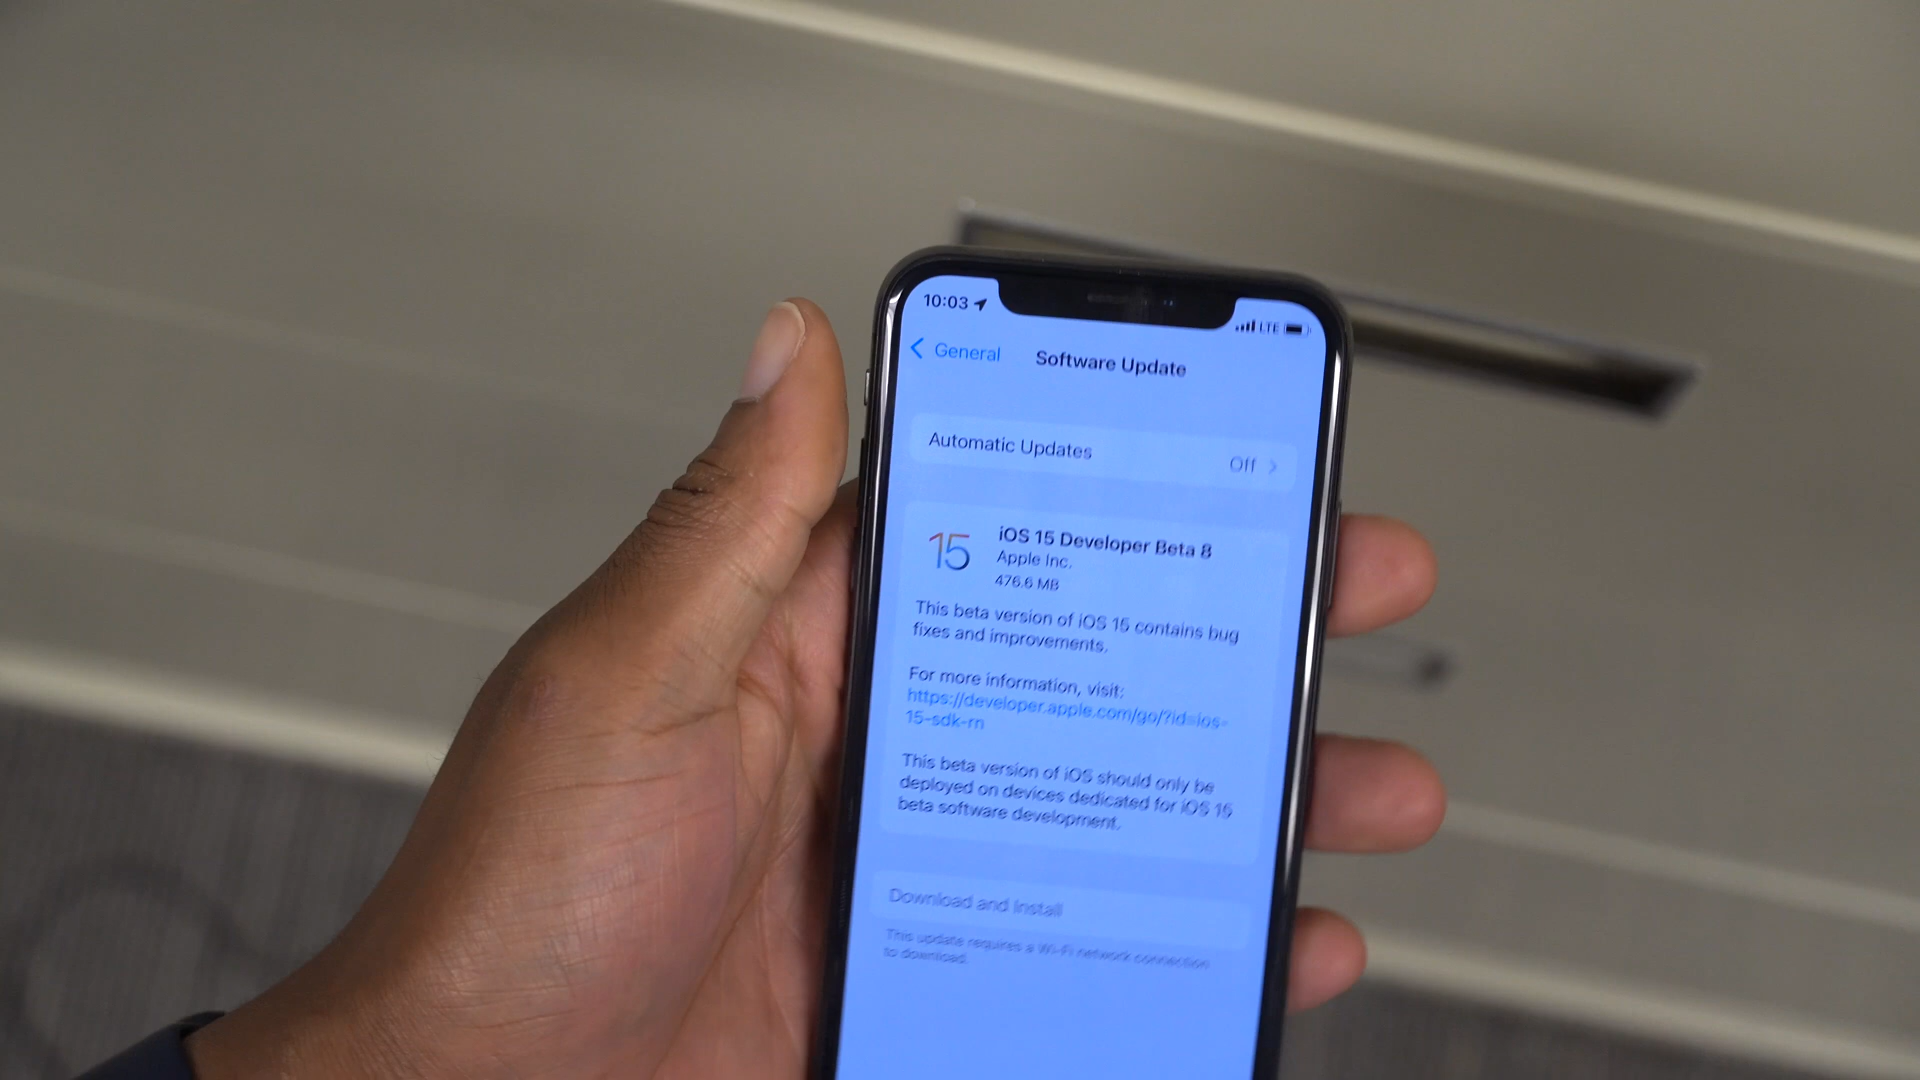 10:03
LTE
General
Software Update
Automatic Updates
Off
15
iOS 15 Developer Beta 8
Apple Inc.
476.6 MB
This beta version of iOS 15 contains bug
fixes and improvements.
For more information, visit:
https://developer.apple.com/go/?id=ios-
15-sdk-rn
This beta version of iOS should only be
deployed on devices dedicated for iOS 15
beta software development.
Download and Install
This update requires a Wi-Fi network connection
to download.